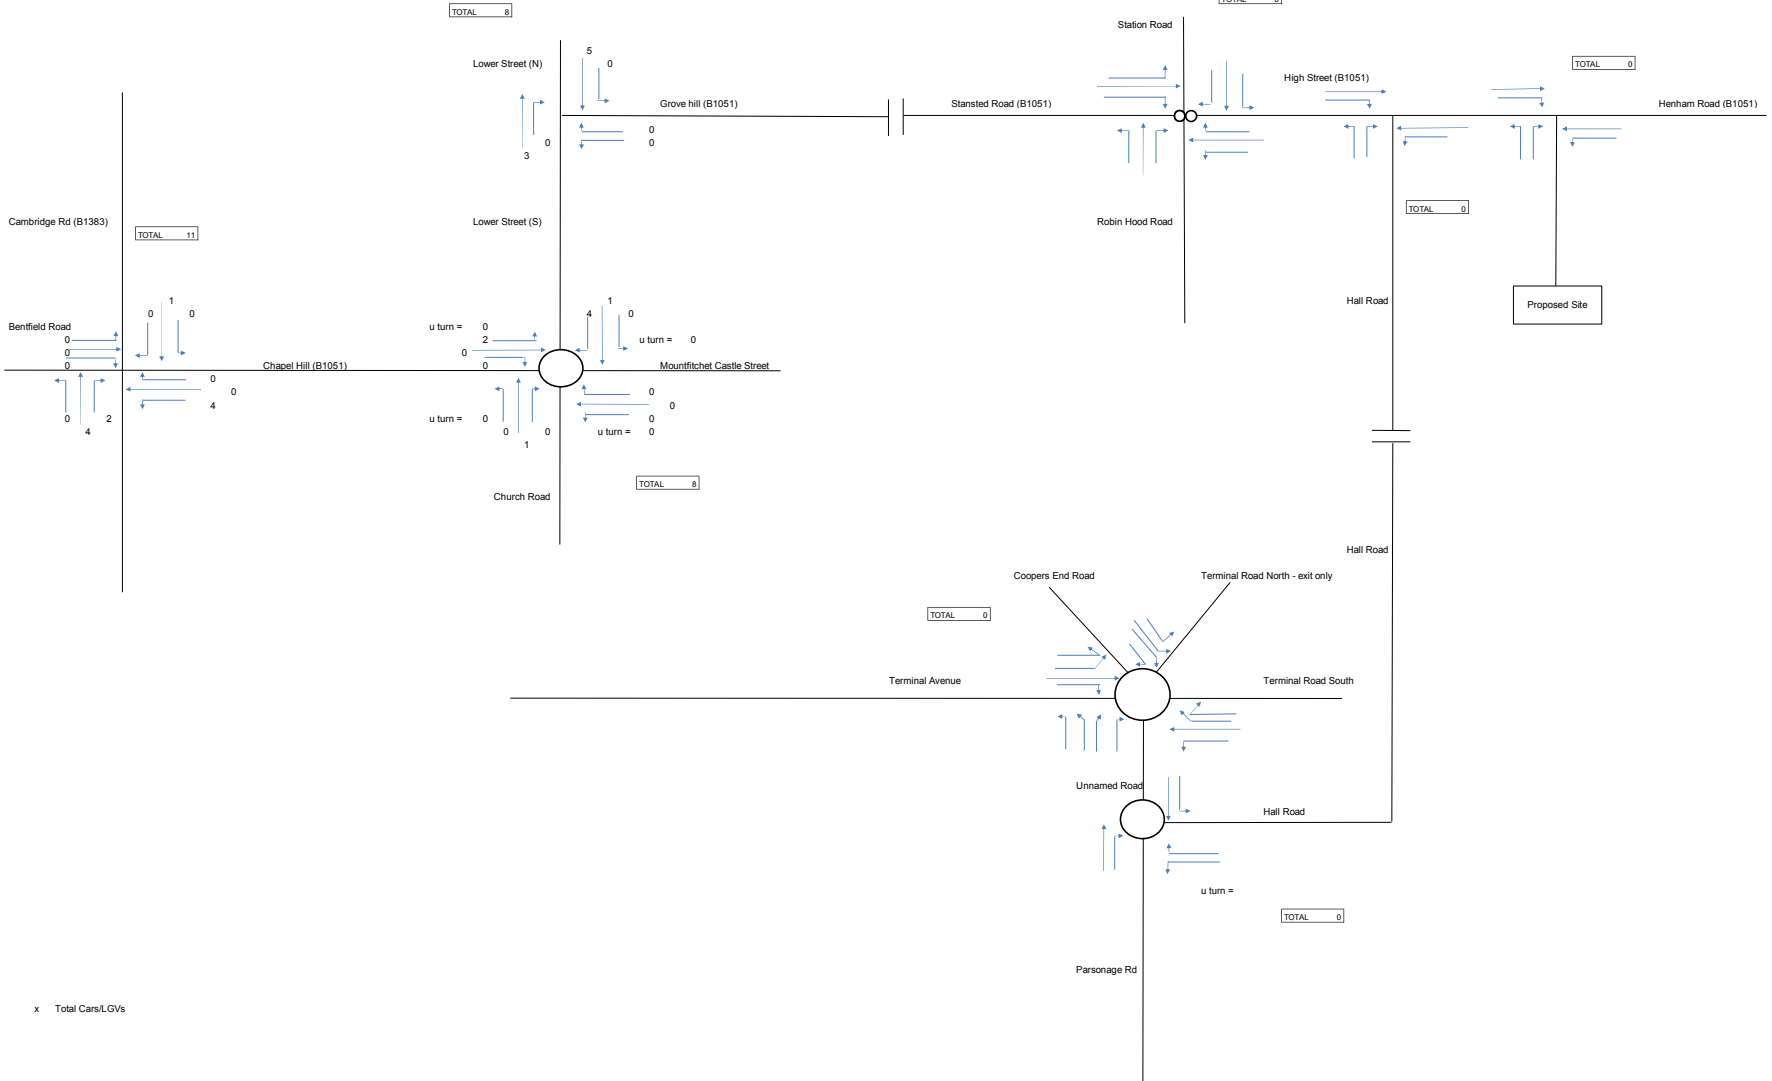 TOTAL 8
TOTAL
Station Road
Lower Street (N)
5
0
High Street (B1051)
TOTAL 0
Grove hill (B1051)
Stansted Road (B1051)
Henham Road (B1051)
0
0
0
3
Cambridge Rd (B1383)
TOTAL 11
Lower Street (S)
Robin Hood Road
TOTAL 0
Hall Road
Proposed Site
1
0 0
Bentfield Road
0
0
0
Chapel Hill (B1051)
0
0
4
0 2
4
u turn = 0
2
0
0
1
4 0
u turn = 0
Mountfitchet Castle Street
0
0
0
u turn = 0
u turn = 0
0 0
1
TOTAL 8
Church Road
Hall Road
Coopers End Road
Terminal Road North - exit only
TOTAL 0
Terminal Avenue
Terminal Road South
Unnamed Road
Hall Road
u turn =
TOTAL 0
Parsonage Rd
x Total Cars/LGVs